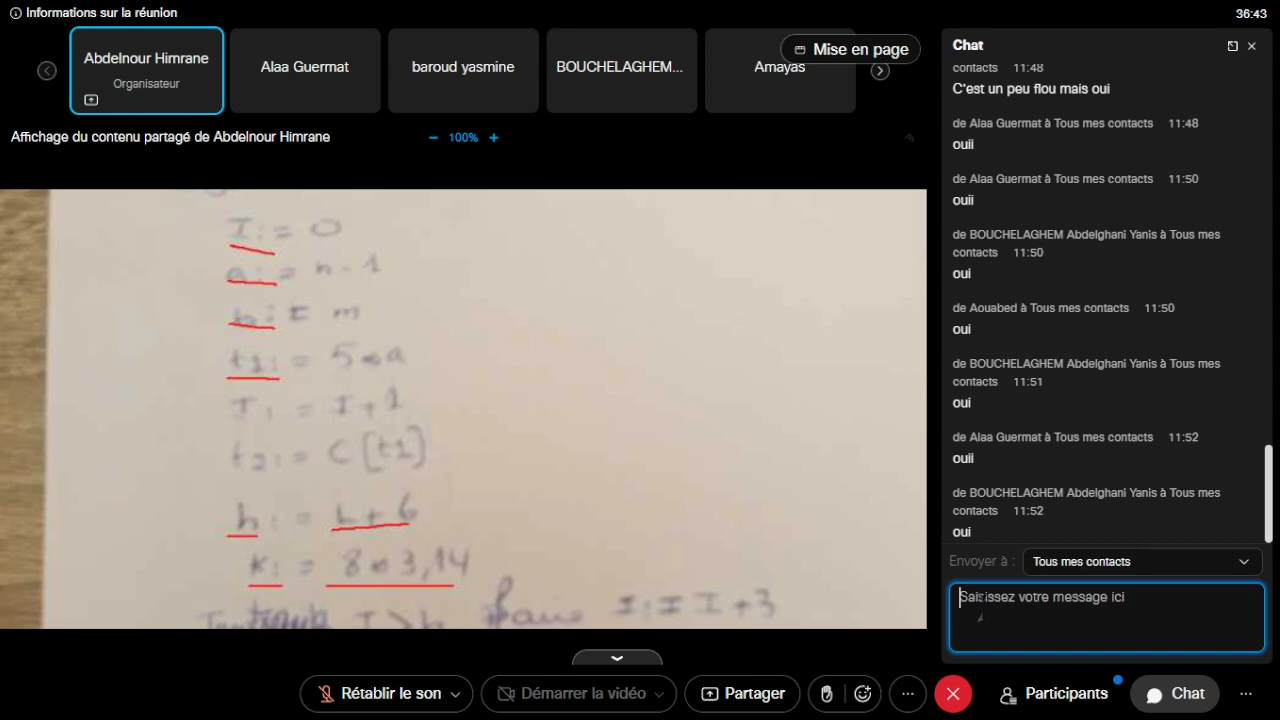 Informations sur la réunion
36:43
Abdelnour Himrane
Organisateur
Alaa Guermat
baroud yasmine
BOUCHELAGHEM...
Amayas
Mise en page
Affichage du contenu partagé de Abdelnour Himrane
− 100% +
I := 0
a := n - 1
:= m
t1 := 5 * a
I := I + 1
t2 := C [t1]
h := + 6
K := 8 * 3,14
I > faire I := I + 3
Chat
contacts 11:48
C'est un peu flou mais oui
de Alaa Guermat à Tous mes contacts 11:48
ouii
de Alaa Guermat à Tous mes contacts 11:50
ouii
de BOUCHELAGHEM Abdelghani Yanis à Tous mes
contacts 11:50
oui
de Aouabed à Tous mes contacts 11:50
oui
de BOUCHELAGHEM Abdelghani Yanis à Tous mes
contacts 11:51
oui
de Alaa Guermat à Tous mes contacts 11:52
ouii
de BOUCHELAGHEM Abdelghani Yanis à Tous mes
contacts 11:52
oui
Envoyer à : Tous mes contacts
Saisissez votre message ici
Rétablir le son
Démarrer la vidéo
Partager
Participants
Chat